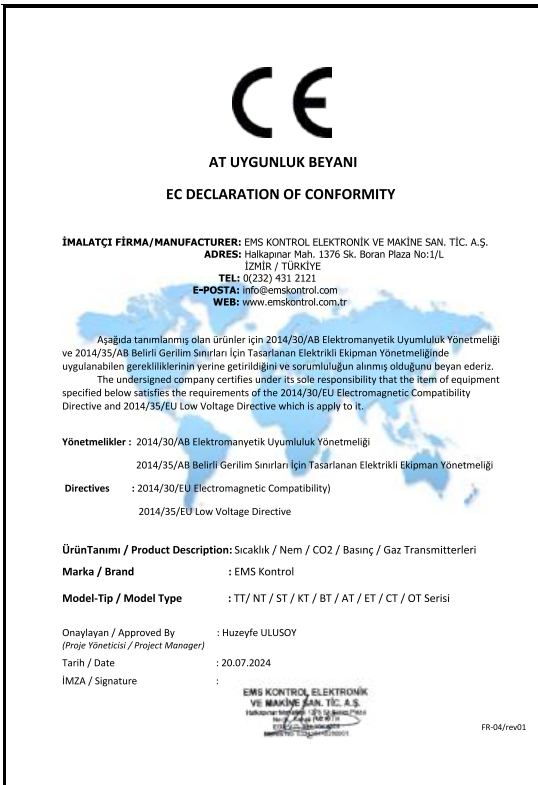 CE
AT UYGUNLUK BEYANI
EC DECLARATION OF CONFORMITY
İMALATÇI FİRMA/MANUFACTURER: EMS KONTROL ELEKTRONİK VE MAKİNE SAN. TİC. A.Ş.
ADRES: Halkapınar Mah. 1376 Sk. Boran Plaza No:1/L
İZMİR / TÜRKİYE
TEL: 0(232) 431 2121
E-POSTA: info@emskontrol.com
WEB: www.emskontrol.com.tr
Aşağıda tanımlanmış olan ürünler için 2014/30/AB Elektromanyetik Uyumluluk Yönetmeliği
ve 2014/35/AB Belirli Gerilim Sınırları İçin Tasarlanan Elektrikli Ekipman Yönetmeliğinde
uygulanabilen gerekliliklerinin yerine getirildiğini ve sorumluluğun alınmış olduğunu beyan ederiz.
The undersigned company certifies under its sole responsibility that the item of equipment
specified below satisfies the requirements of the 2014/30/EU Electromagnetic Compatibility
Directive and 2014/35/EU Low Voltage Directive which is apply to it.
Yönetmelikler : 2014/30/AB Elektromanyetik Uyumluluk Yönetmeliği
2014/35/AB Belirli Gerilim Sınırları İçin Tasarlanan Elektrikli Ekipman Yönetmeliği
Directives : 2014/30/EU Electromagnetic Compatibility)
2014/35/EU Low Voltage Directive
ÜrünTanımı / Product Description: Sıcaklık / Nem / CO2 / Basınç / Gaz Transmitterleri
Marka / Brand : EMS Kontrol
Model-Tip / Model Type : TT/ NT / ST / KT / BT / AT / ET / CT / OT Serisi
Onaylayan / Approved By : Huzeyfe ULUSOY
(Proje Yöneticisi / Project Manager)
Tarih / Date : 20.07.2024
İMZA / Signature :
EMS KONTROL ELEKTRONİK
VE MAKİNE SAN. TİC. A.Ş.
FR-04/rev01